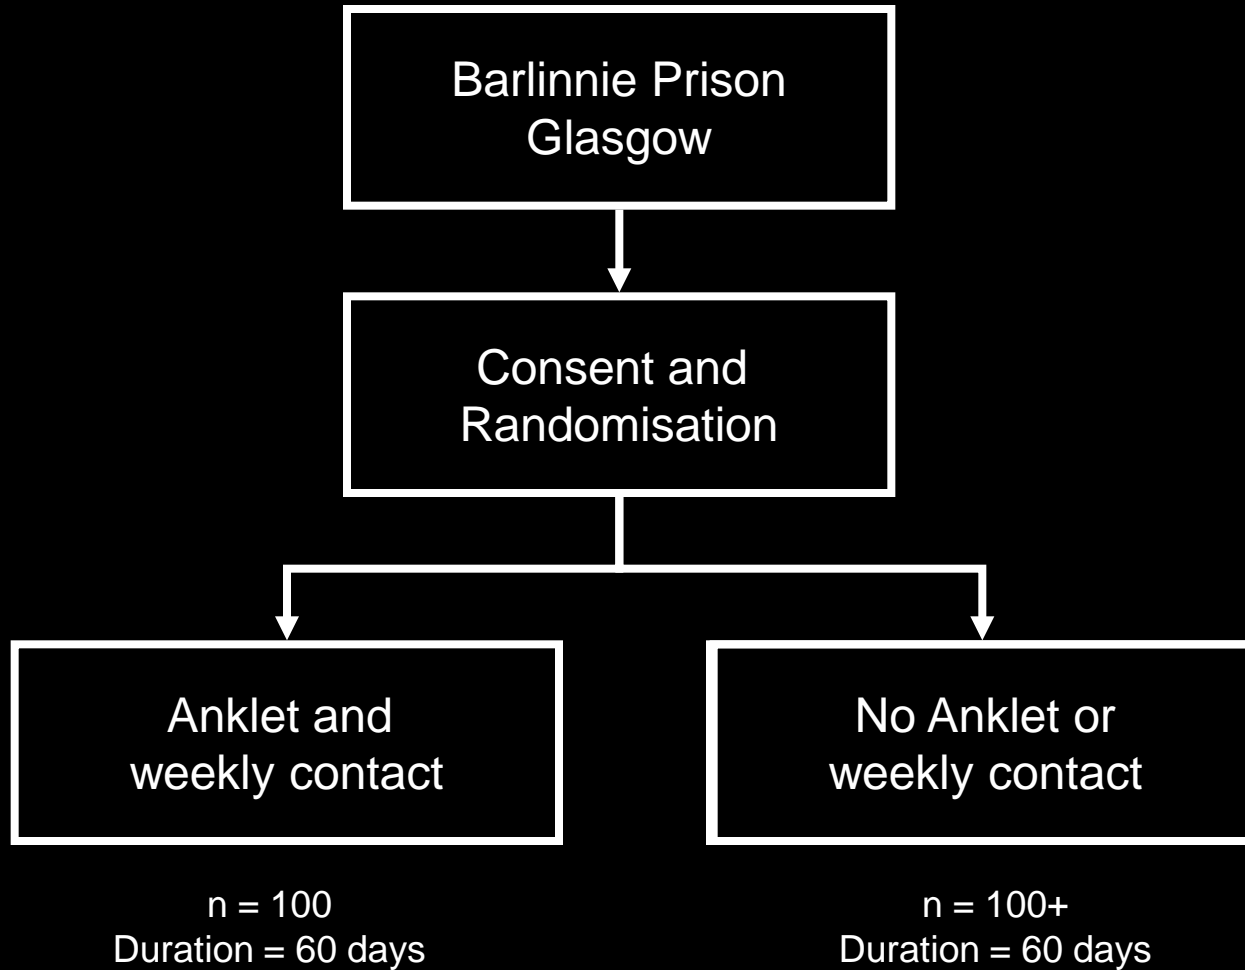 Barlinnie Prison
Glasgow
Consent and
Randomisation
Anklet and
weekly contact
No Anklet or
weekly contact
n = 100
Duration = 60 days
n = 100+
Duration = 60 days